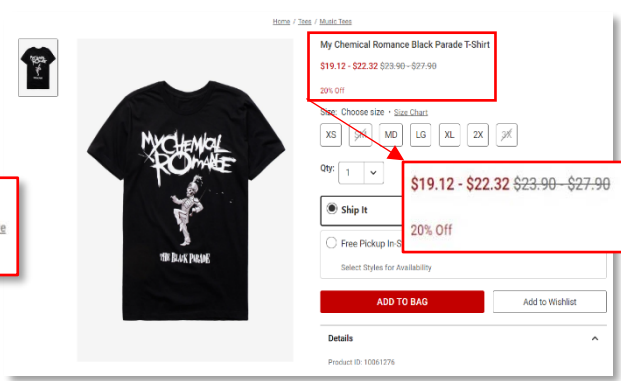 Home / Tees / Music Tees
My Chemical Romance Black Parade T-Shirt
$19.12 - $22.32 $23.90 - $27.90
20% Off
Size: Choose size • Size Chart
XS SM MD LG XL 2X 3X
Qty:
1
$19.12 - $22.32 $23.90 - $27.90
20% Off
Ship It
Free Pickup In-S
Select Styles for Availability
ADD TO BAG
Add to Wishlist
Details
Product ID: 10061276
MY CHEMICAL
ROMANCE
THE BLACK PARADE